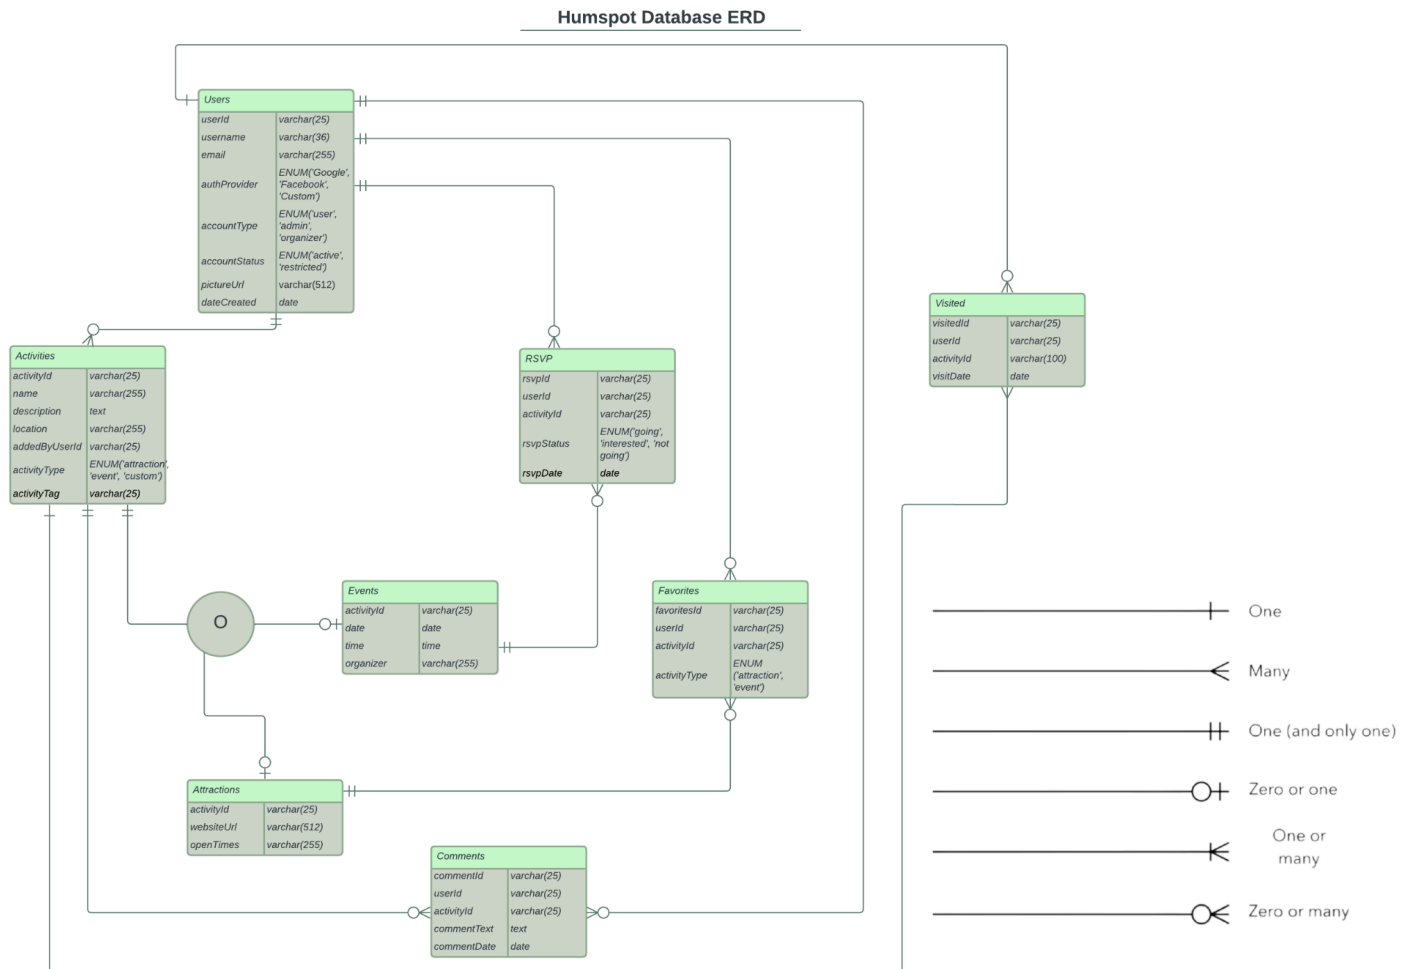 Humspot Database ERD
Users
userId varchar(25)
username varchar(36)
email varchar(255)
authProvider ENUM('Google',
'Facebook',
'Custom')
accountType ENUM('user',
'admin',
'organizer')
accountStatus ENUM('active',
'restricted')
pictureUrl varchar(512)
dateCreated date
Visited
visitedId varchar(25)
userId varchar(25)
activityId varchar(100)
visitDate date
Activities
activityId varchar(25)
name varchar(255)
description text
location varchar(255)
addedByUserId varchar(25)
activityType ENUM('attraction',
'event', 'custom')
activityTag varchar(25)
RSVP
rsvpId varchar(25)
userId varchar(25)
activityId varchar(25)
rsvpStatus ENUM('going',
'interested', 'not
going')
rsvpDate date
O
Events
activityId varchar(25)
date date
time time
organizer varchar(255)
Favorites
favoritesId varchar(25)
userId varchar(25)
activityId varchar(25)
activityType ENUM
('attraction',
'event')
Attractions
activityId varchar(25)
websiteUrl varchar(512)
openTimes varchar(255)
Comments
commentId varchar(25)
userId varchar(25)
activityId varchar(25)
commentText text
commentDate date
One
Many
One (and only one)
Zero or one
One or
many
Zero or many